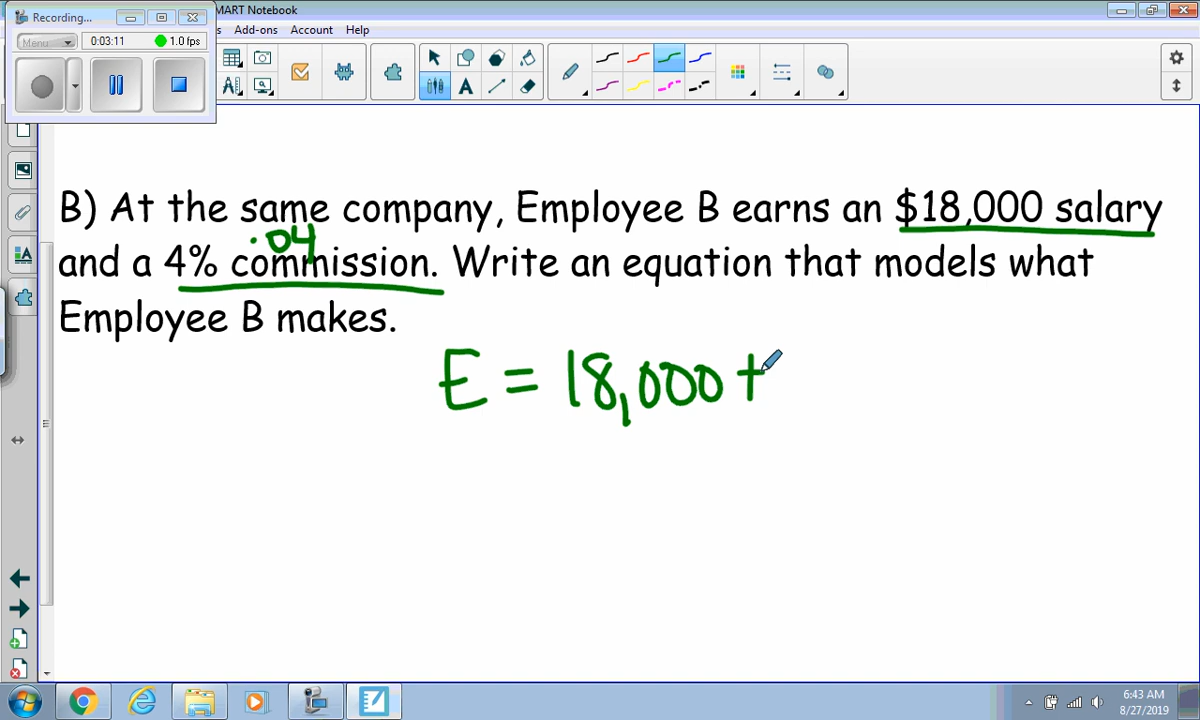 Recording...
MART Notebook
Menu
0:03:11
1.0 fps
Add-ons Account Help
B) At the same company, Employee B earns an $18,000 salary
.04
and a 4% commission. Write an equation that models what
Employee B makes.
E = 18,000 +
6:43 AM
8/27/2019